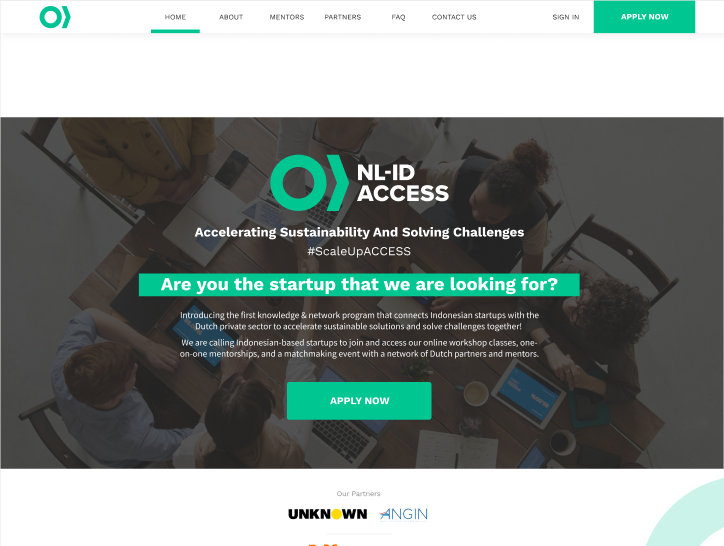 HOME ABOUT MENTORS PARTNERS FAQ CONTACT US SIGN IN APPLY NOW
NL-ID
ACCESS
Accelerating Sustainability And Solving Challenges
#ScaleUpACCESS
Are you the startup that we are looking for?
Introducing the first knowledge & network program that connects Indonesian startups with the
Dutch private sector to accelerate sustainable solutions and solve challenges together!
We are calling Indonesian-based startups to join and access our online workshop classes, one-
on-one mentorships, and a matchmaking event with a network of Dutch partners and mentors.
APPLY NOW
Our Partners
UNKNOWN ANGIN